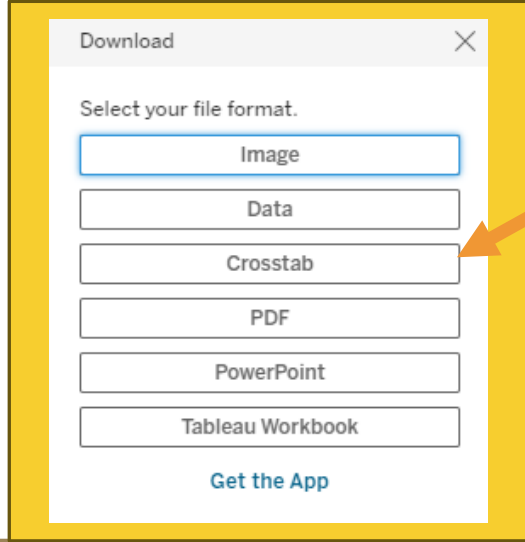 Download
Select your file format.
Image
Data
Crosstab
PDF
PowerPoint
Tableau Workbook
Get the App